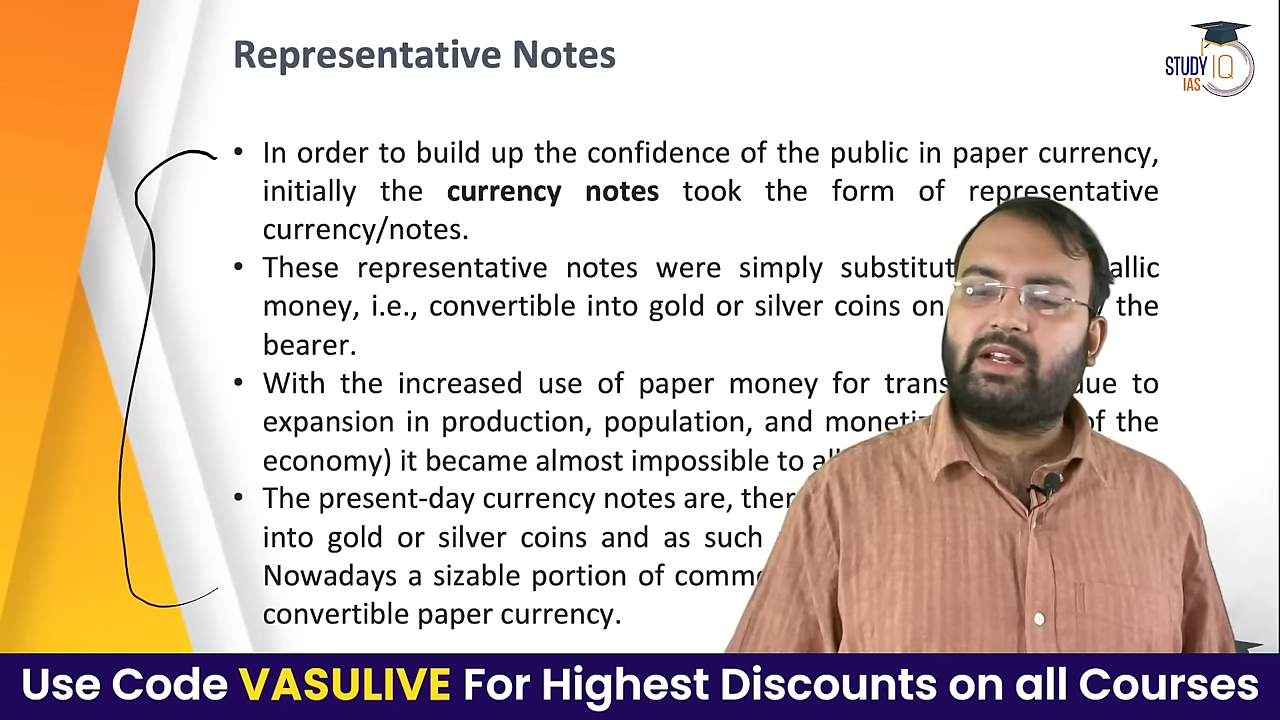 Representative Notes
STUDY IQ
IAS
• In order to build up the confidence of the public in paper currency,
initially the currency notes took the form of representative
currency/notes.
• These representative notes were simply allic
money, i.e., convertible into gold or silver coins on the
bearer.
• With the increased use of paper money for due to
expansion in production, population, and of the
economy) it became almost impossible to
• The present-day currency notes are,
into gold or silver coins and as such
Nowadays a sizable portion of
convertible paper currency.
Use Code VASULIVE For Highest Discounts on all Courses